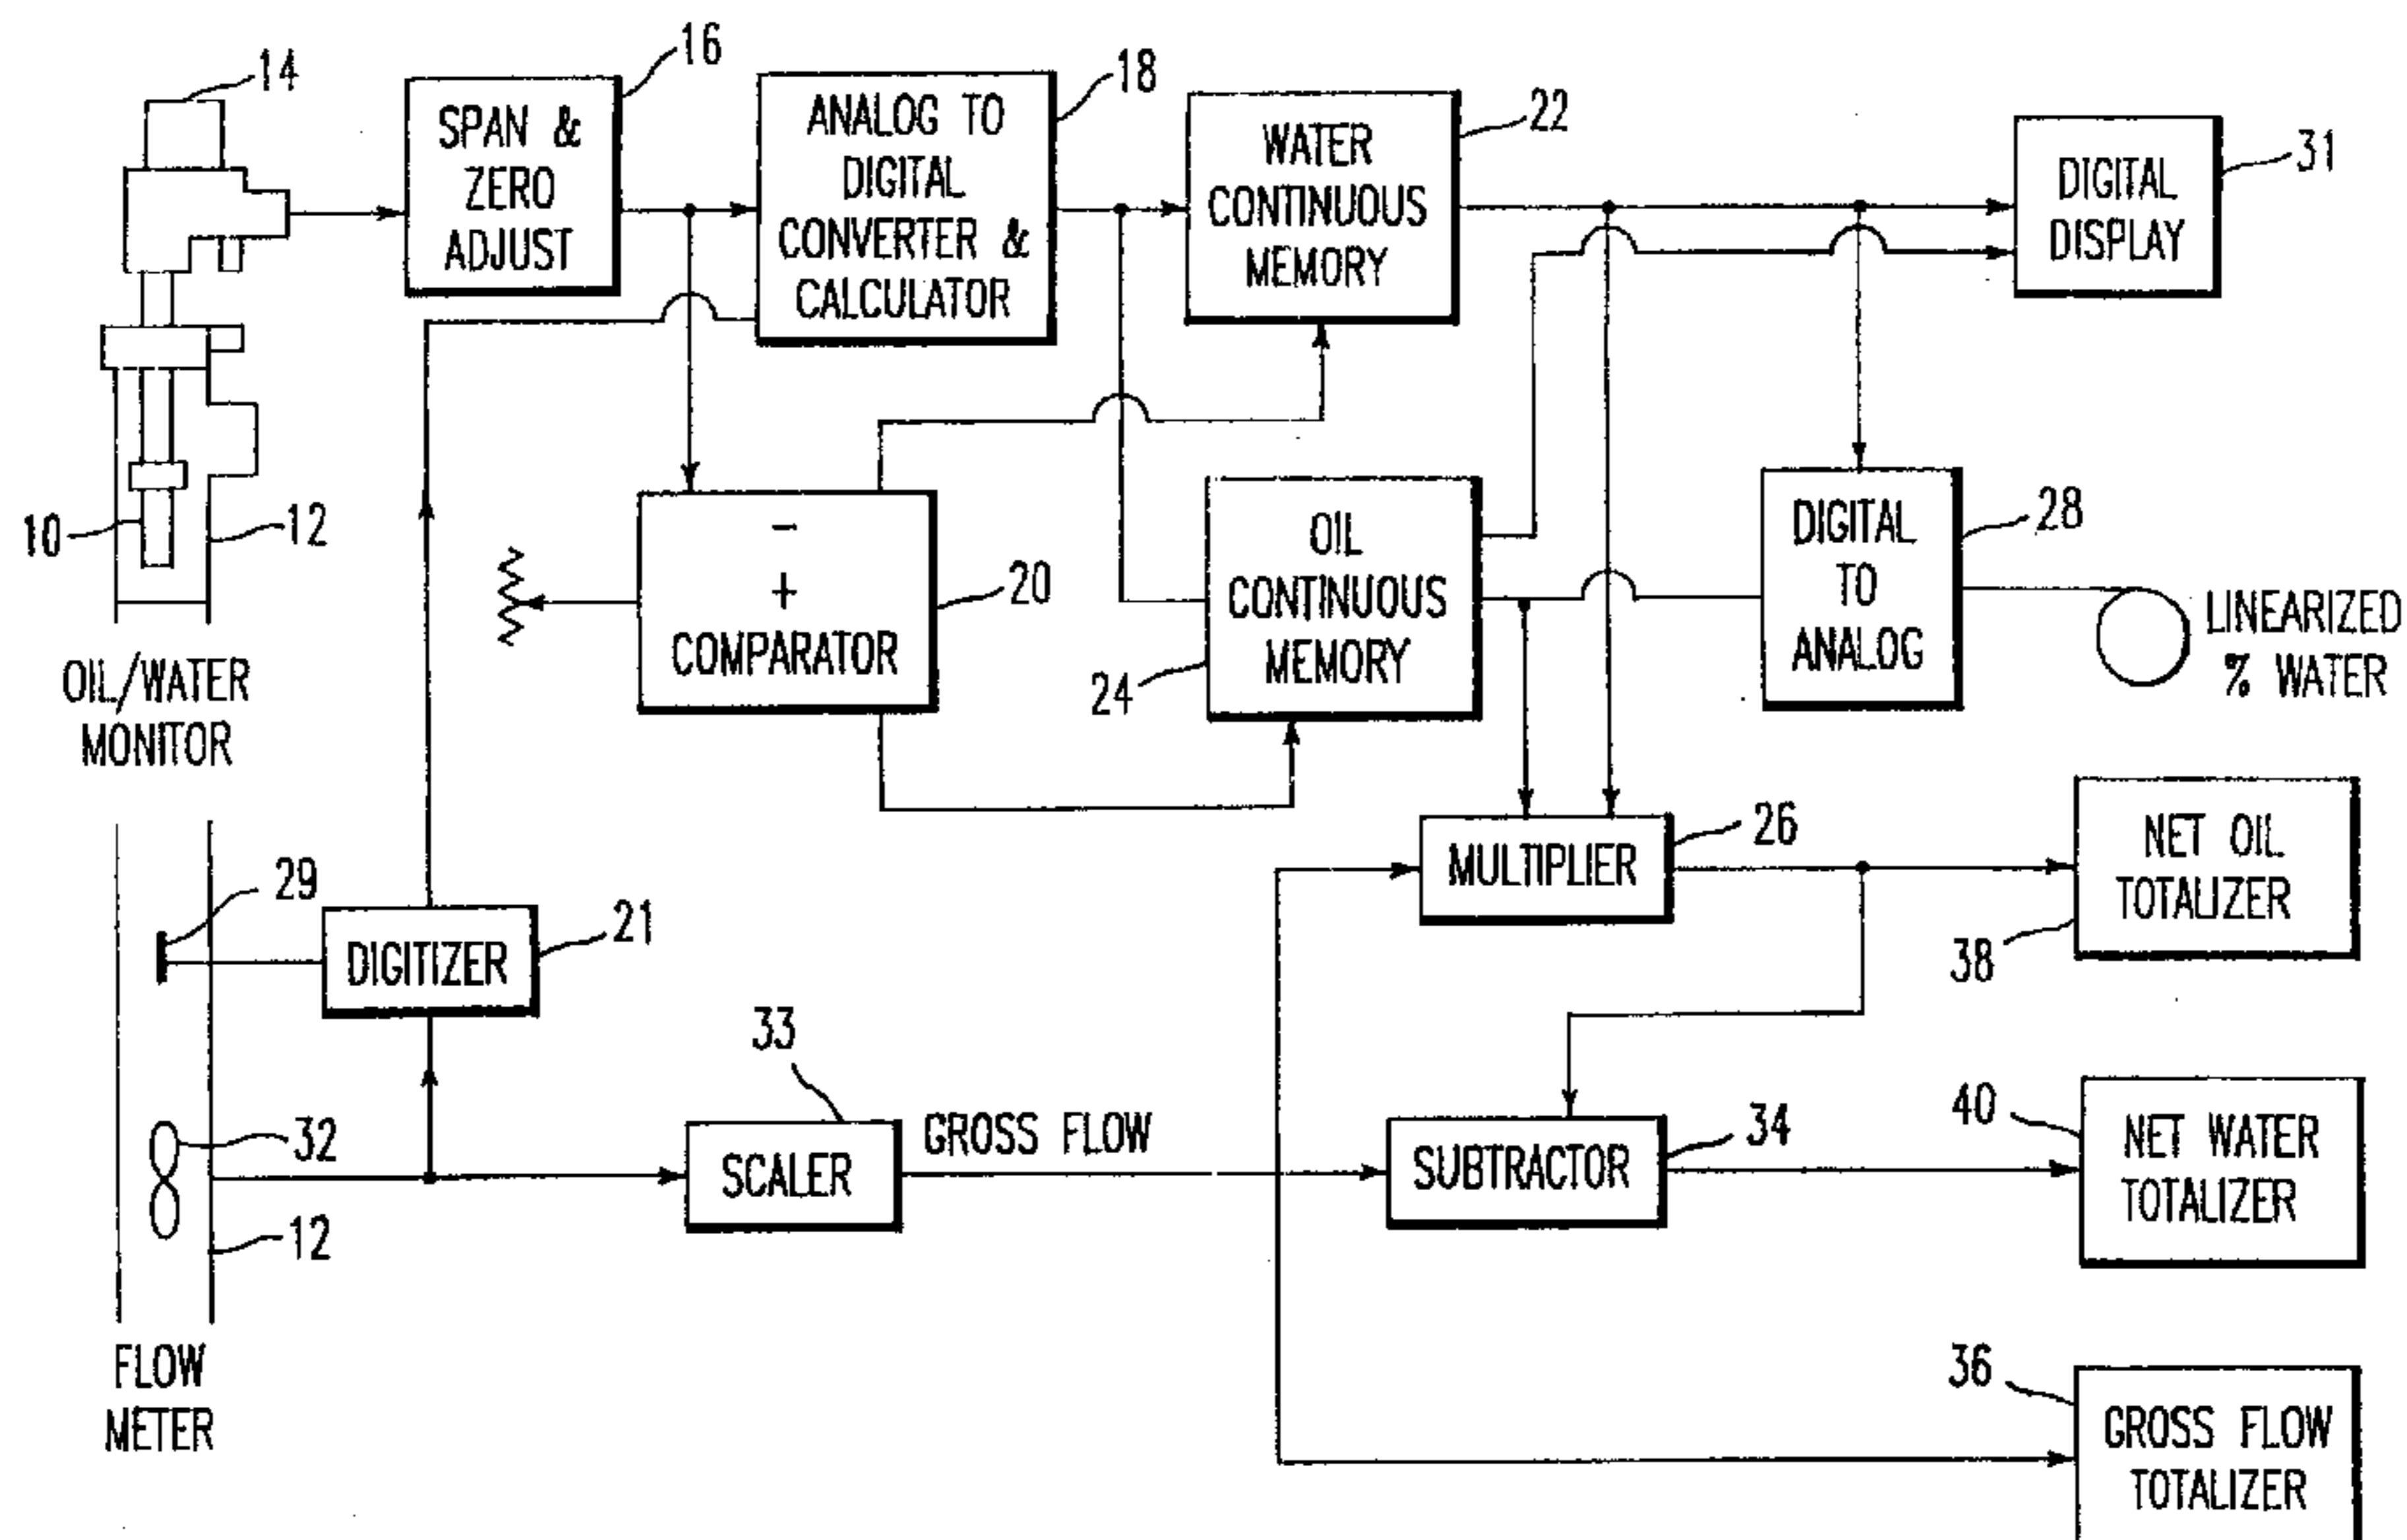 14
16
SPAN &
ZERO
ADJUST
18
ANALOG TO
DIGITAL
CONVERTER &
CALCULATOR
22
WATER
CONTINUOUS
MEMORY
31
DIGITAL
DISPLAY
10
12
OIL/WATER
MONITOR
-
+
COMPARATOR
20
OIL
CONTINUOUS
MEMORY
24
DIGITAL
TO
ANALOG
28
LINEARIZED
% WATER
29
DIGITIZER
21
MULTIPLIER
26
NET OIL
TOTALIZER
38
32
12
FLOW
METER
33
SCALER
GROSS FLOW
SUBTRACTOR
34
40
NET WATER
TOTALIZER
36
GROSS FLOW
TOTALIZER